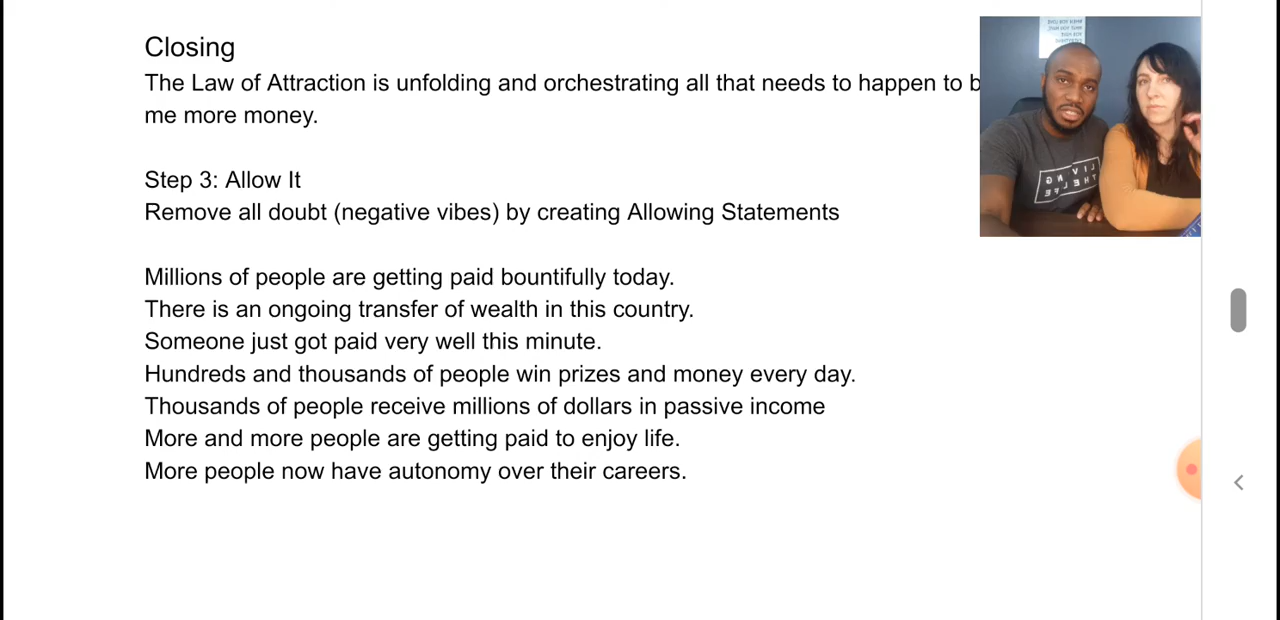 Closing
The Law of Attraction is unfolding and orchestrating all that needs to happen to
me more money.
Step 3: Allow It
Remove all doubt (negative vibes) by creating Allowing Statements
Millions of people are getting paid bountifully today.
There is an ongoing transfer of wealth in this country.
Someone just got paid very well this minute.
Hundreds and thousands of people win prizes and money every day.
Thousands of people receive millions of dollars in passive income
More and more people are getting paid to enjoy life.
More people now have autonomy over their careers.
LIV NG
THE L FE